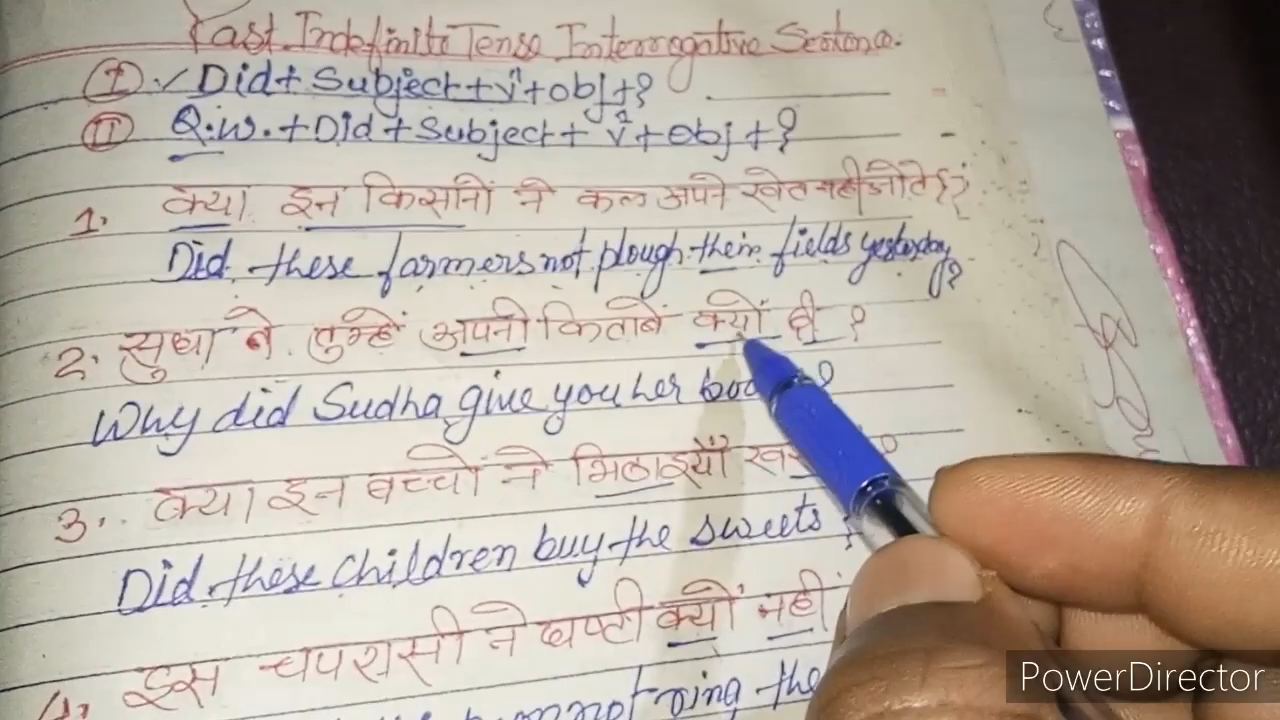 Past Indefinite Tense Interrogative Sentence.
I Did + Subject + V¹ + obj + ?
II Q.W. + Did + Subject + V¹ + Obj + ?
1. क्या इन किसानों ने कल अपने खेत नहीं जोते ?
Did these farmers not plough their fields yesterday ?
2. सुधा ने तुम्हें अपनी किताबें क्यों दी ?
Why did Sudha give you her ?
3. क्या इन बच्चों ने मिठाइयाँ
Did these children buy the sweets ?
4. इस चपरासी ने घण्टी क्यों नहीं
not ring the
PowerDirector